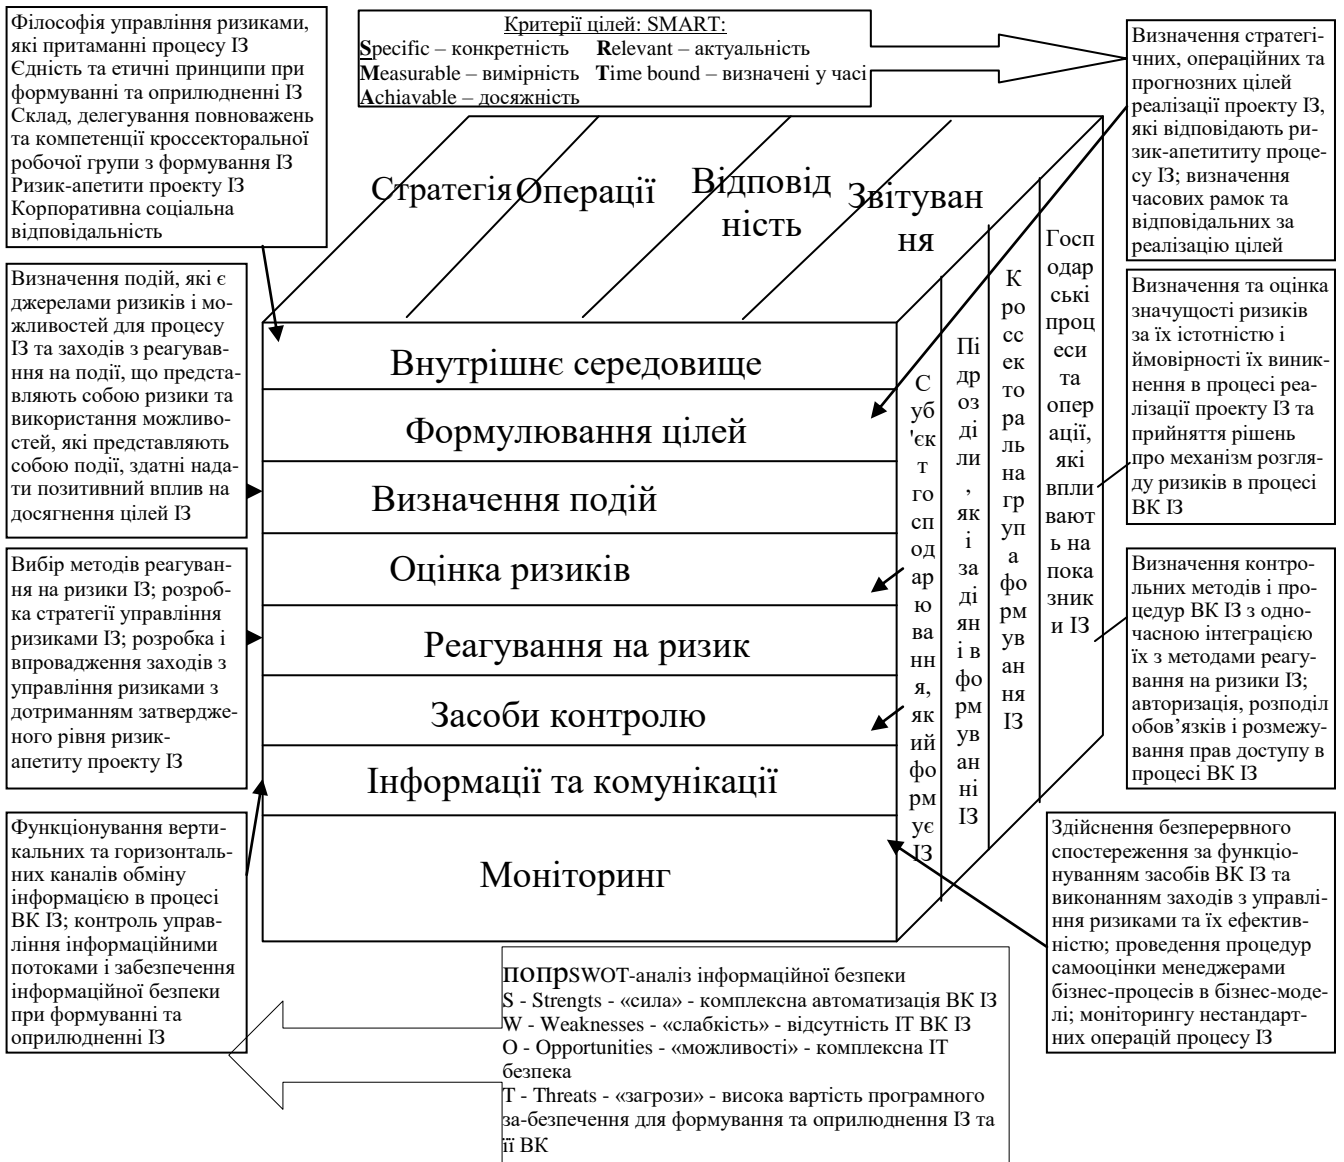 Філософія управління ризиками,
які притаманні процесу ІЗ
Єдність та етичні принципи при
формуванні та оприлюдненні ІЗ
Склад, делегування повноважень
та компетенції кроссекторальної
робочої групи з формування ІЗ
Ризик-апетити проекту ІЗ
Корпоративна соціальна
відповідальність
Критерії цілей: SMART:
Specific – конкретність Relevant – актуальність
Measurable – вимірність Time bound – визначені у часі
Achiavable – досяжність
Визначення стратегі-
чних, операційних та
прогнозних цілей
реалізації проекту ІЗ,
які відповідають ри-
зик-апетититу проце-
су ІЗ; визначення
часових рамок та
відповідальних за
реалізацію цілей
Стратегія
Операції
Відповід
ність
Звітуван
ня
Визначення подій, які є
джерелами ризиків і мо-
жливостей для процесу
ІЗ та заходів з реагуван-
ня на події, що предста-
вляють собою ризики та
використання можливо-
стей, які представляють
собою події, здатні нада-
ти позитивний вплив на
досягнення цілей ІЗ
Вибір методів реагуван-
ня на ризики ІЗ; розроб-
ка стратегії управління
ризиками ІЗ; розробка і
впровадження заходів з
управління ризиками з
дотриманням затвердже-
ного рівня ризик-
апетиту проекту ІЗ
Функціонування верти-
кальних та горизонталь-
них каналів обміну
інформацією в процесі
ВК ІЗ; контроль управ-
ління інформаційними
потоками і забезпечення
інформаційної безпеки
при формуванні та
оприлюдненні ІЗ
Внутрішнє середовище
Формулювання цілей
Визначення подій
Оцінка ризиків
Реагування на ризик
Засоби контролю
Інформації та комунікації
Моніторинг
С
уб
'єк
т
го
сп
од
ар
ю
ва
нн
я,
як
ий
фо
рм
ує
ІЗ
Пі
др
оз
ді
ли
,
як
і
за
ді
ян
і в
фо
рм
ув
ан
ні
ІЗ
К
ро
сс
ек
то
ра
ль
на
гр
уп
а
фо
рм
ув
ан
ня
ІЗ
Госп
одар
ські
проц
еси
та
опер
ації,
які
впли
вают
ь на
пока
зник
и ІЗ
Визначення та оцінка
значущості ризиків
за їх істотністю і
ймовірності їх виник-
нення в процесі ре-
алізації проекту ІЗ та
прийняття рішень
про механізм розгля-
ду ризиків в процесі
ВК ІЗ
Визначення контро-
льних методів і про-
цедур ВК ІЗ з одно-
часною інтеграцією
їх з методами реагу-
вання на ризики ІЗ;
авторизація, розподіл
обов’язків і розмежу-
вання прав доступу в
процесі ВК ІЗ
Здійснення безперервного
спостереження за функціо-
нуванням засобів ВК ІЗ та
виконанням заходів з управлі-
ння ризиками та їх ефектив-
ністю; проведення процедур
самооцінки менеджерами
бізнес-процесів в бізнес-моде-
лі; моніторингу нестандарт-
них операцій процесу ІЗ
попрSWOT-аналіз інформаційної безпеки
S - Strengts - «сила» - комплексна автоматизація ВК ІЗ
W - Weaknesses - «слабкість» - відсутність ІТ ВК ІЗ
O - Opportunities - «можливості» - комплексна ІТ
безпека
T - Threats - «загрози» - висока вартість програмного
за-безпечення для формування та оприлюднення ІЗ та
її ВК